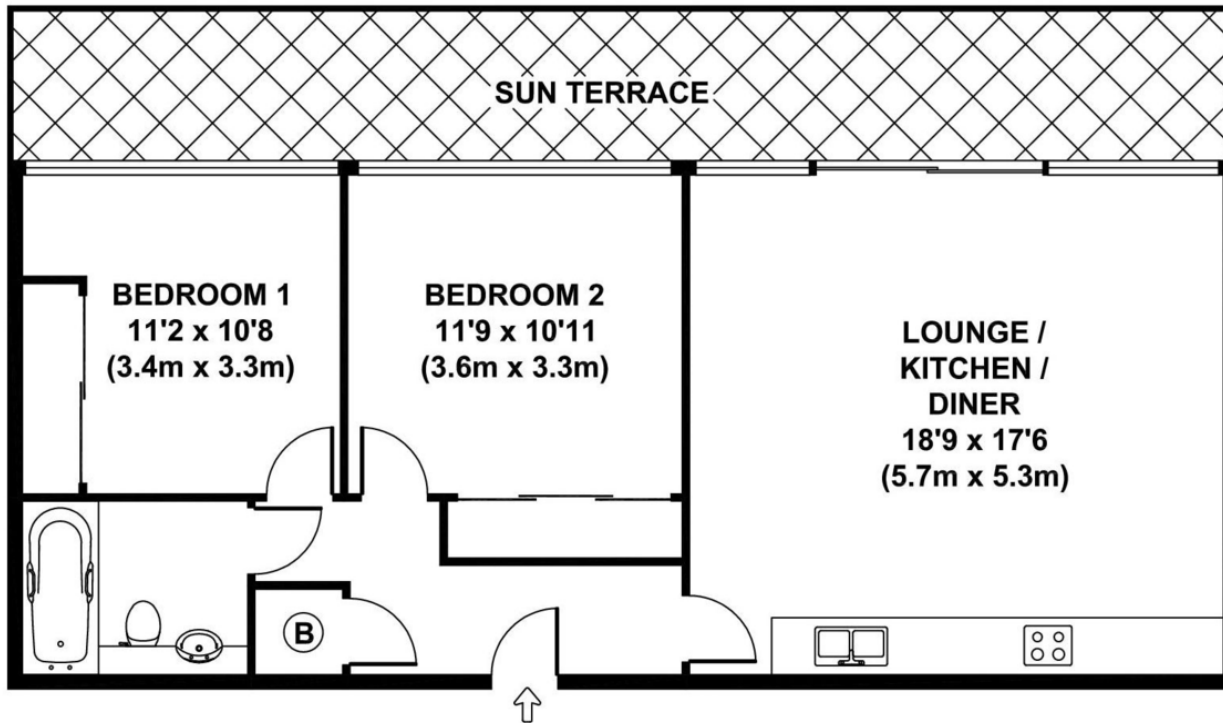 SUN TERRACE
BEDROOM 1
11'2 x 10'8
(3.4m x 3.3m)
BEDROOM 2
11'9 x 10'11
(3.6m x 3.3m)
LOUNGE /
KITCHEN /
DINER
18'9 x 17'6
(5.7m x 5.3m)
B